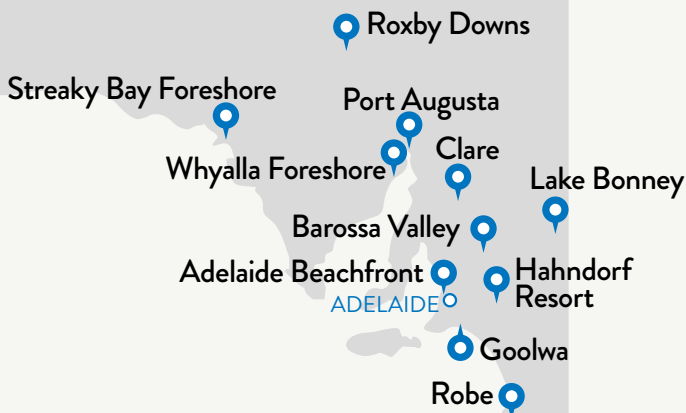 Roxby Downs
Streaky Bay Foreshore
Port Augusta
Clare
Whyalla Foreshore
Lake Bonney
Barossa Valley
Adelaide Beachfront
Hahndorf
Resort
ADELAIDE
Goolwa
Robe